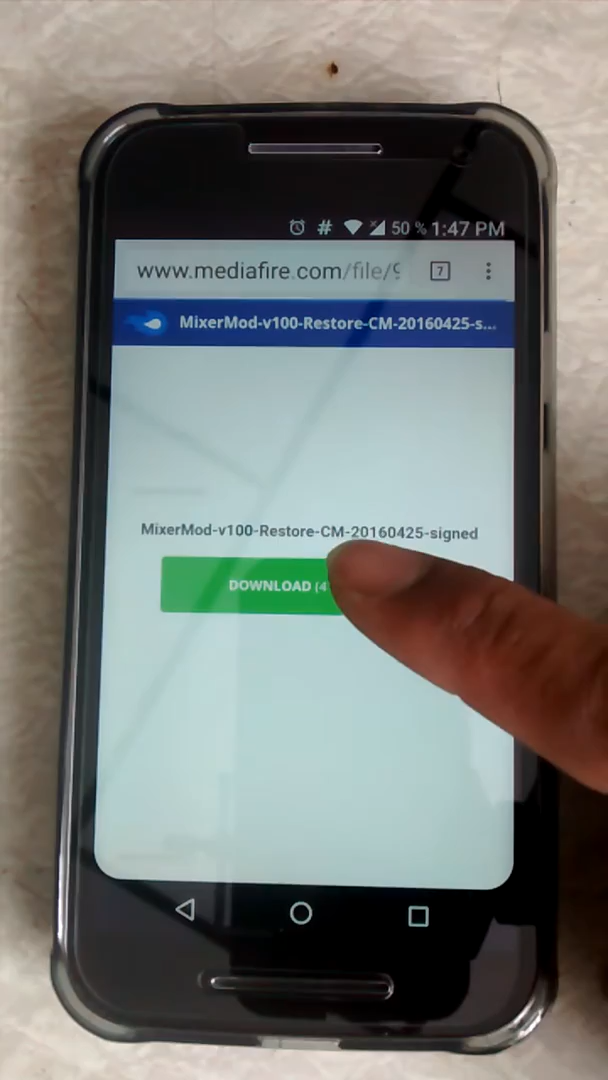 # 50 % 1:47 PM
www.mediafire.com/file/9 7
MixerMod-v100-Restore-CM-20160425-s...
MixerMod-v100-Restore-CM-20160425-signed
DOWNLOAD (4